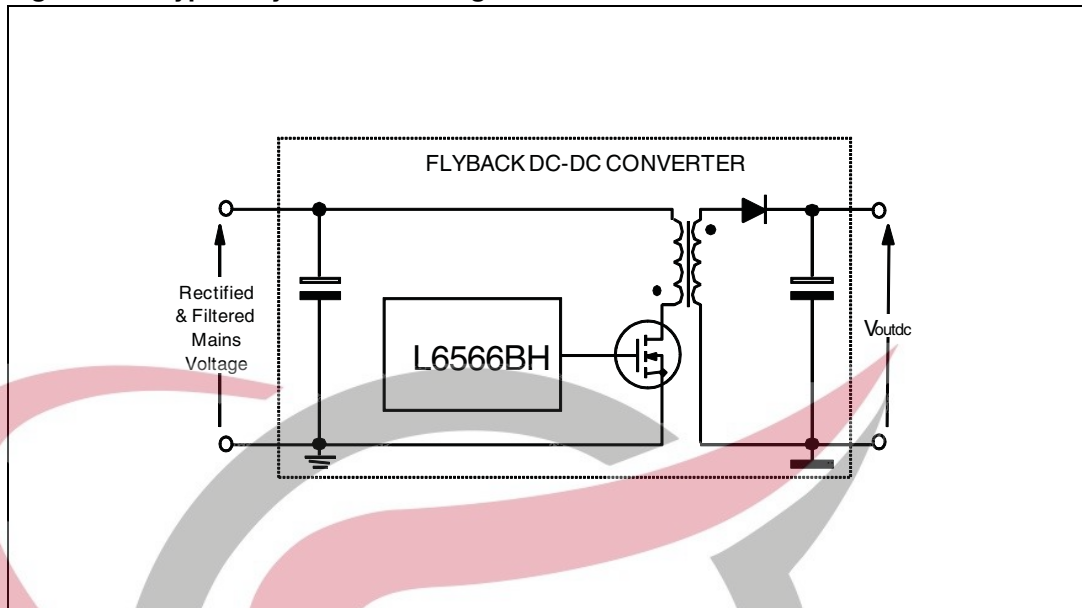 FLYBACK DC-DC CONVERTER
Rectified
& Filtered
Mains
Voltage
L6566BH
Voutdc